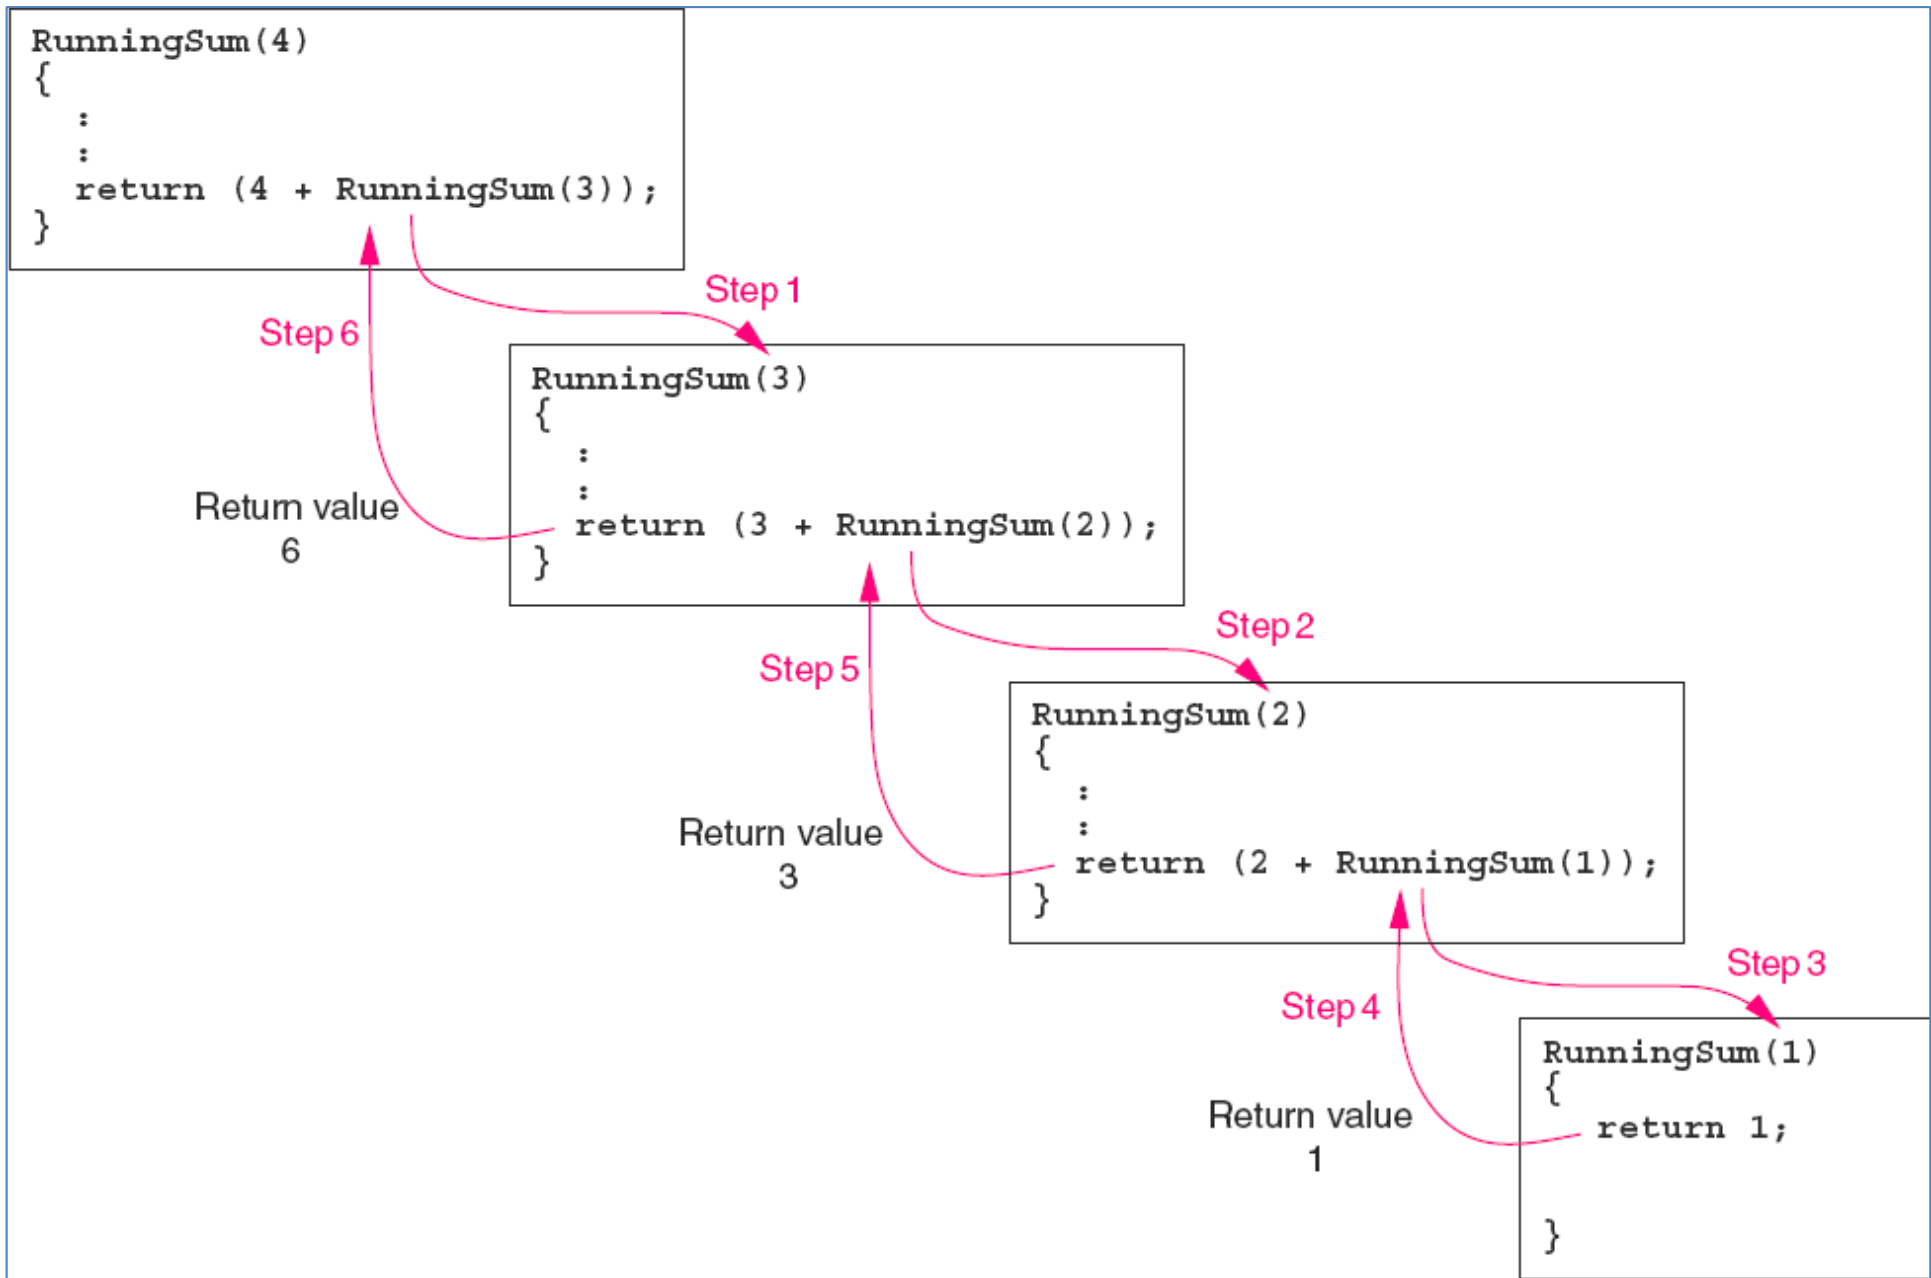 RunningSum(4)
{
:
:
return (4 + RunningSum(3));
}
Step 1
Step 6
RunningSum(3)
{
:
:
return (3 + RunningSum(2));
}
Return value
6
Step 2
Step 5
RunningSum(2)
{
:
:
return (2 + RunningSum(1));
}
Return value
3
Step 3
Step 4
RunningSum(1)
{
return 1;
}
Return value
1